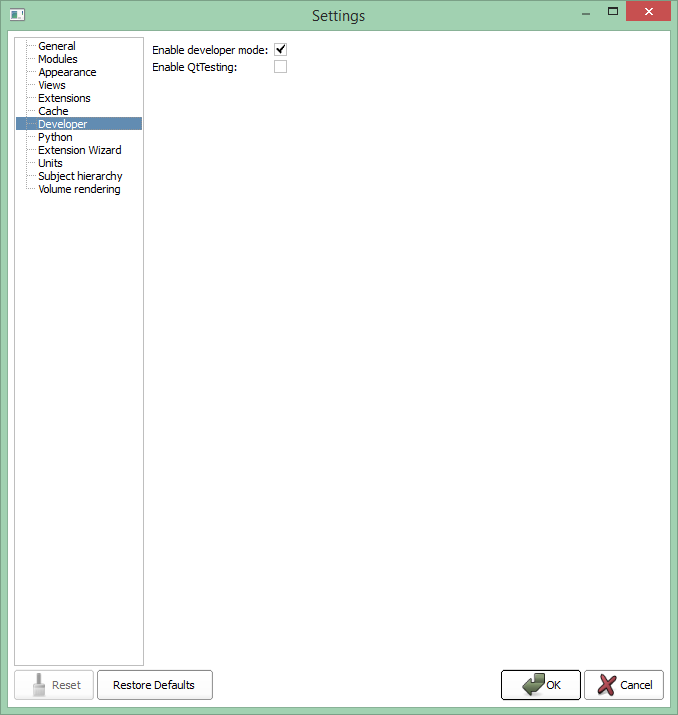 Settings
General
Modules
Appearance
Views
Extensions
Cache
Developer
Python
Extension Wizard
Units
Subject hierarchy
Volume rendering
Enable developer mode:
Enable QtTesting:
Reset
Restore Defaults
OK
Cancel